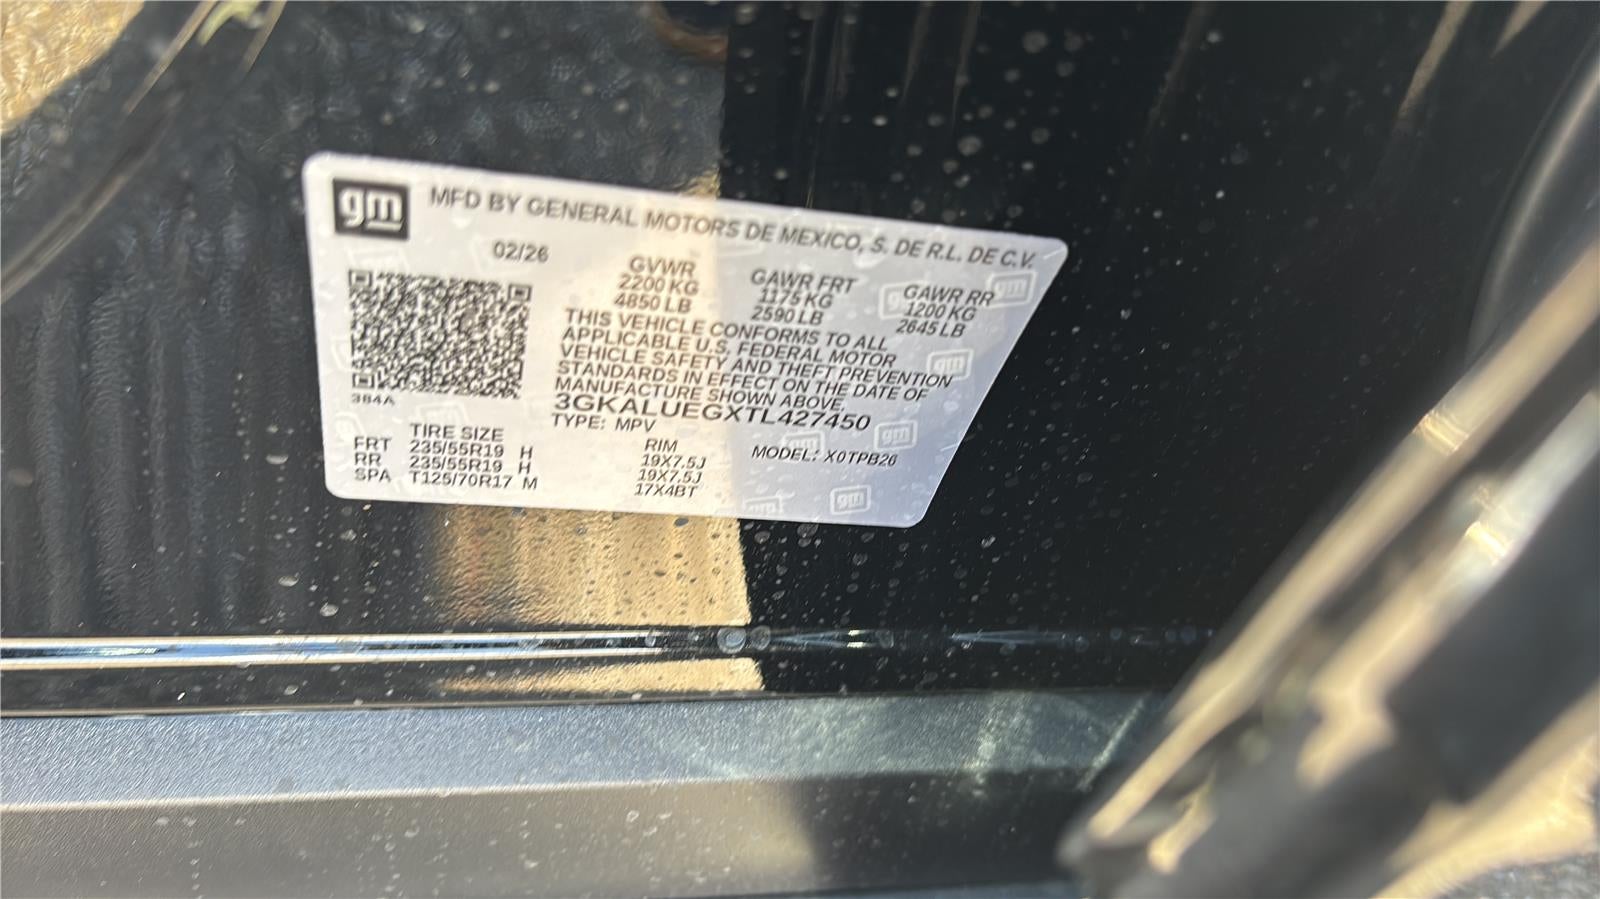 gm
MFD BY GENERAL MOTORS DE MEXICO, S. DE R.L. DE C.V.
02/26
GVWR
2200 KG
4850 LB
GAWR FRT
1175 KG
2590 LB
GAWR RR
1200 KG
2645 LB
THIS VEHICLE CONFORMS TO ALL
APPLICABLE U.S. FEDERAL MOTOR
VEHICLE SAFETY AND THEFT PREVENTION
STANDARDS IN EFFECT ON THE DATE OF
MANUFACTURE SHOWN ABOVE.
3GKALUEGXTL427450
TYPE: MPV
MODEL: X0TPB26
384A
TIRE SIZE RIM
FRT 235/55R19 H 19X7.5J
RR 235/55R19 H 19X7.5J
SPA T125/70R17 M 17X4BT